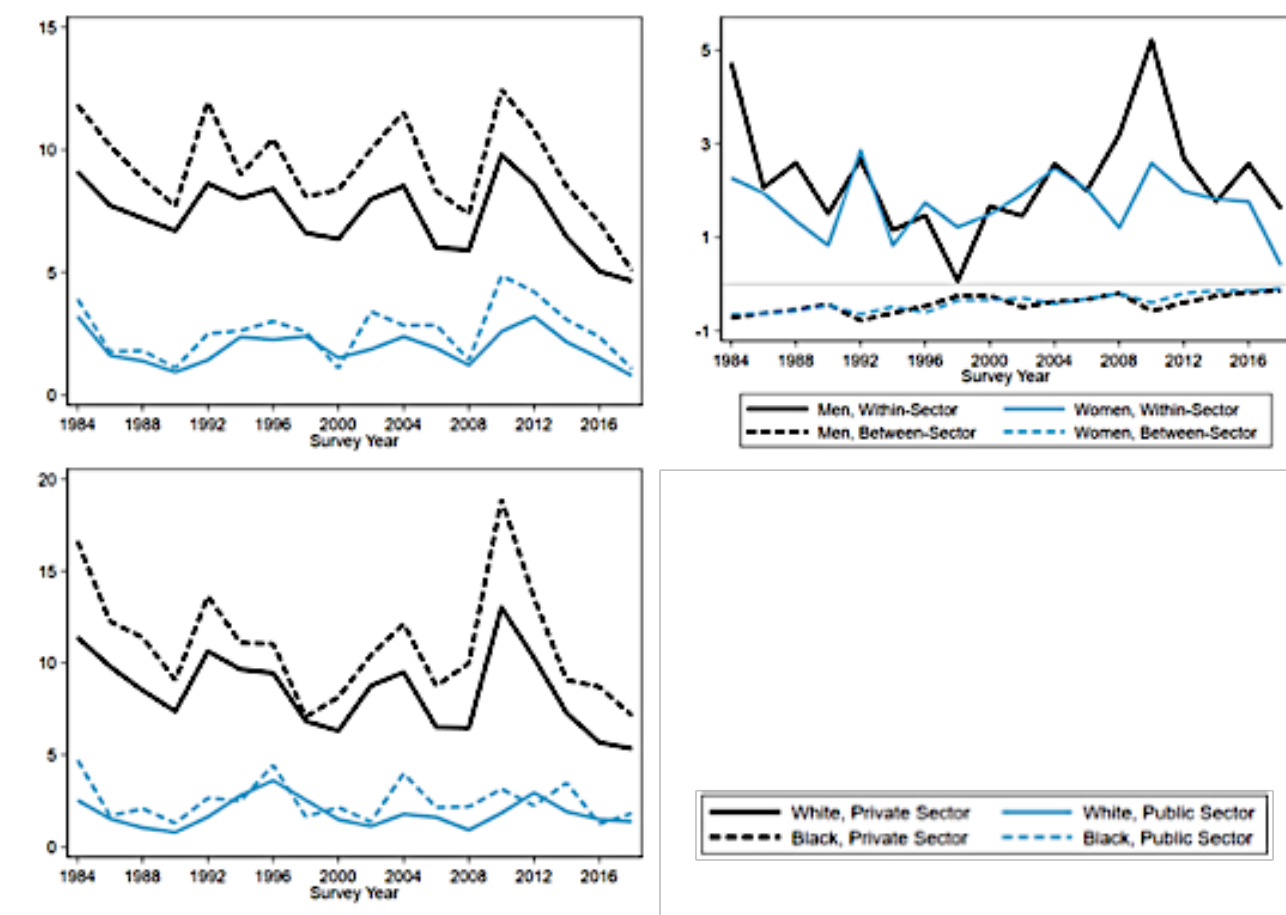 15
10
5
0
1984 1988 1992 1996 2000 2004 2008 2012 2016
Survey Year
5
3
1
-1
1984 1988 1992 1996 2000 2004 2008 2012 2016
Survey Year
Men, Within-Sector Women, Within-Sector
Men, Between-Sector Women, Between-Sector
20
15
10
5
0
1984 1988 1992 1996 2000 2004 2008 2012 2016
Survey Year
White, Private Sector White, Public Sector
Black, Private Sector Black, Public Sector